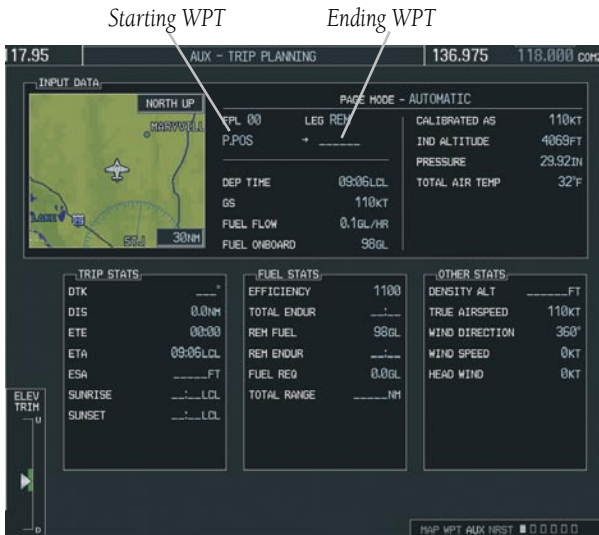 Starting WPT Ending WPT
17.95 AUX - TRIP PLANNING 136.975 118.000 COM2
INPUT DATA
NORTH UP
MARYVILL
STJ
30NM
PAGE MODE - AUTOMATIC
FPL 00 LEG REM
P.POS → ______
DEP TIME 09:06LCL
GS 110KT
FUEL FLOW 0.1GL/HR
FUEL ONBOARD 98GL
CALIBRATED AS 110KT
IND ALTITUDE 4069FT
PRESSURE 29.92IN
TOTAL AIR TEMP 32°F
TRIP STATS
DTK ___°
DIS 0.0NM
ETE 00:00
ETA 09:06LCL
ESA _____FT
SUNRISE __:__LCL
SUNSET __:__LCL
FUEL STATS
EFFICIENCY 1100
TOTAL ENDUR __:__
REM FUEL 98GL
REM ENDUR __:__
FUEL REQ 0.0GL
TOTAL RANGE _____NM
OTHER STATS
DENSITY ALT ______FT
TRUE AIRSPEED 110KT
WIND DIRECTION 360°
WIND SPEED 0KT
HEAD WIND 0KT
ELEV
TRIM
U
D
MAP WPT AUX NRST